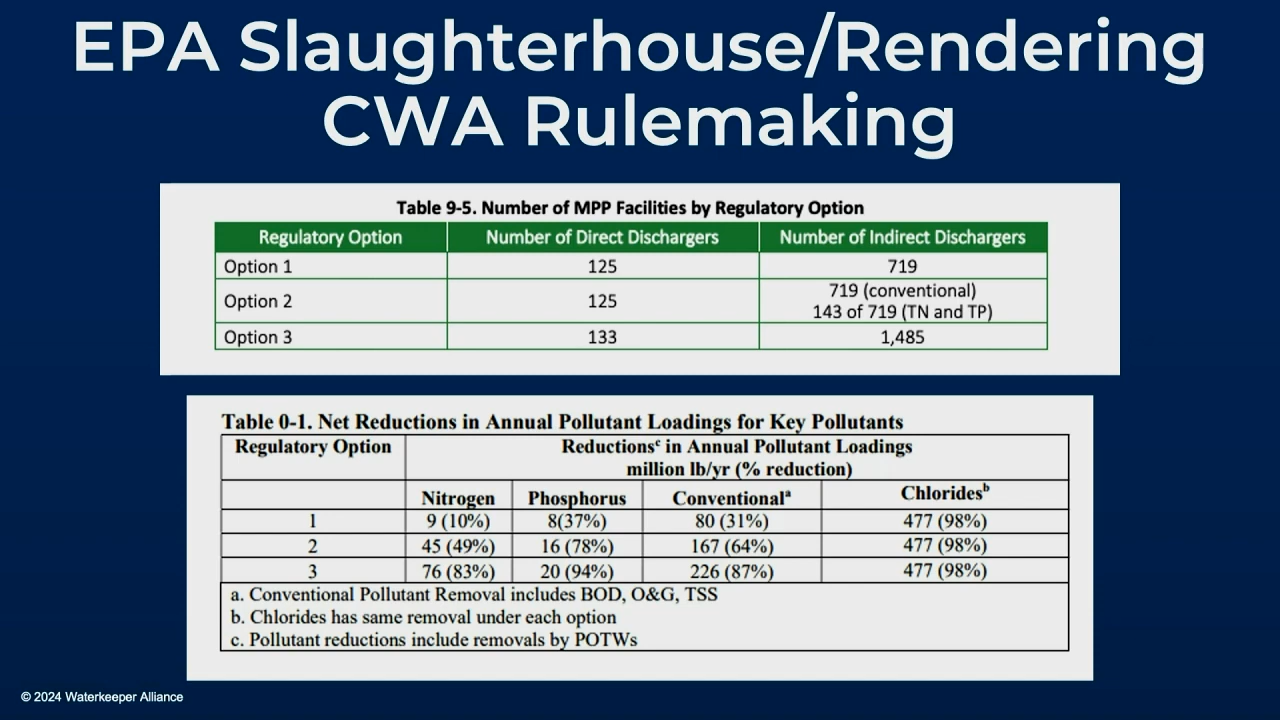 EPA Slaughterhouse/Rendering
CWA Rulemaking
Table 9-5. Number of MPP Facilities by Regulatory Option
Regulatory Option Number of Direct Dischargers Number of Indirect Dischargers
Option 1 125 719
Option 2 125 719 (conventional)
143 of 719 (TN and TP)
Option 3 133 1,485
Table 0-1. Net Reductions in Annual Pollutant Loadings for Key Pollutants
Regulatory Option Reductionsᶜ in Annual Pollutant Loadings
million lb/yr (% reduction)
Nitrogen Phosphorus Conventionalᵃ Chloridesᵇ
1 9 (10%) 8(37%) 80 (31%) 477 (98%)
2 45 (49%) 16 (78%) 167 (64%) 477 (98%)
3 76 (83%) 20 (94%) 226 (87%) 477 (98%)
a. Conventional Pollutant Removal includes BOD, O&G, TSS
b. Chlorides has same removal under each option
c. Pollutant reductions include removals by POTWs
© 2024 Waterkeeper Alliance